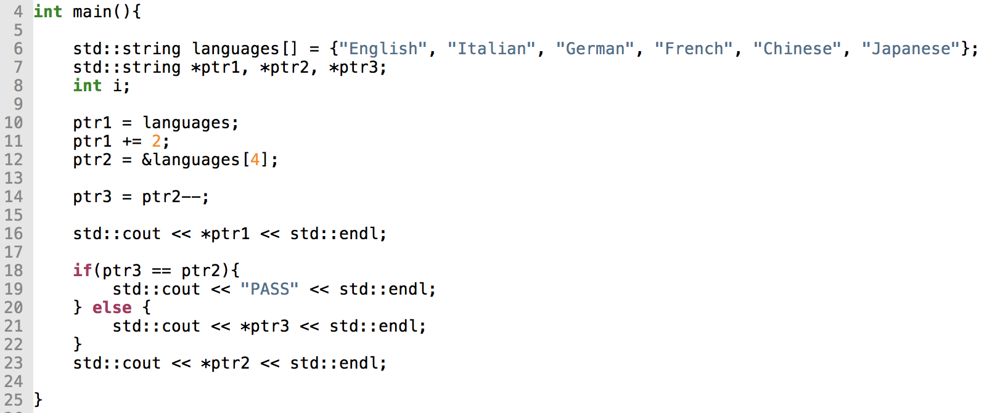 4 int main(){
5
6     std::string languages[] = {"English", "Italian", "German", "French", "Chinese", "Japanese"};
7     std::string *ptr1, *ptr2, *ptr3;
8     int i;
9
10     ptr1 = languages;
11     ptr1 += 2;
12     ptr2 = &languages[4];
13
14     ptr3 = ptr2--;
15
16     std::cout << *ptr1 << std::endl;
17
18     if(ptr3 == ptr2){
19         std::cout << "PASS" << std::endl;
20     } else {
21         std::cout << *ptr3 << std::endl;
22     }
23     std::cout << *ptr2 << std::endl;
24
25 }